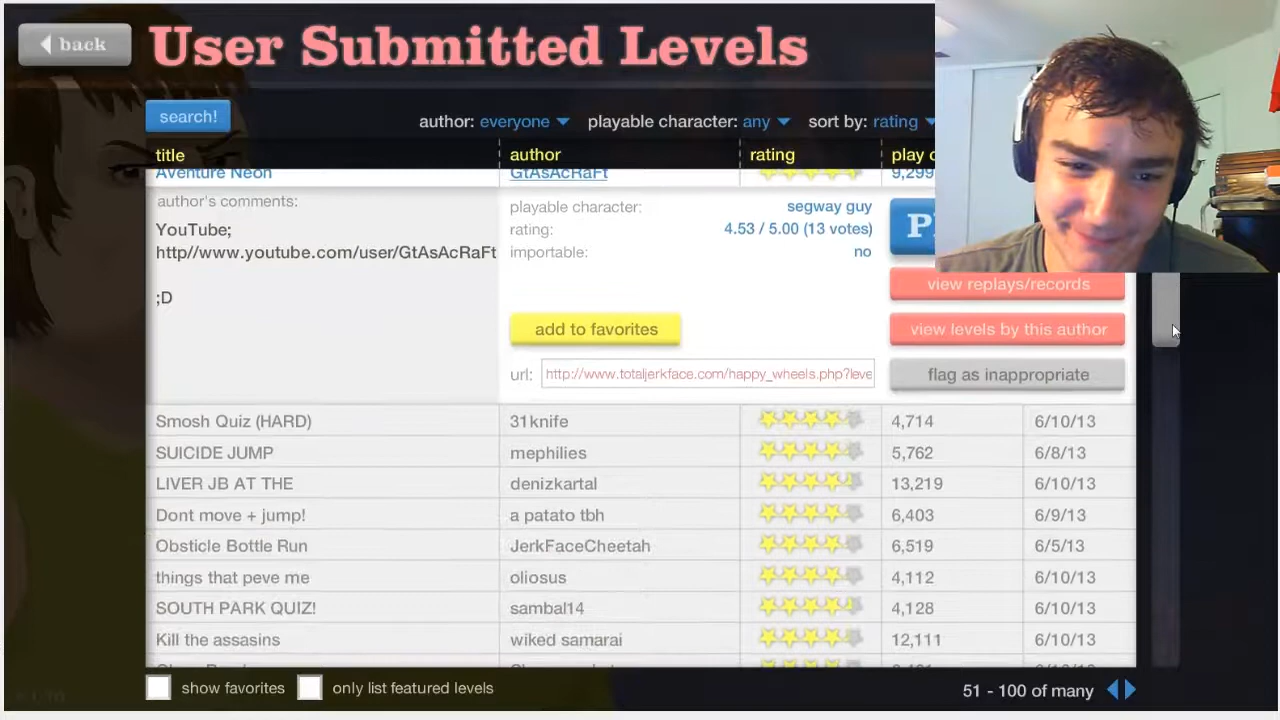 back
User Submitted Levels
search!
author: everyone
playable character: any
sort by: rating
title
author
rating
Aventure Neon
GtAsAcRaFt
9,299
author's comments:
YouTube;
http//www.youtube.com/user/GtAsAcRaFt
;D
playable character: segway guy
rating: 4.53 / 5.00 (13 votes)
importable: no
view replays/records
add to favorites
view levels by this author
url: http://www.totaljerkface.com/happy_wheels.php?leve
flag as inappropriate
Smosh Quiz (HARD) 31knife 4,714 6/10/13
SUICIDE JUMP mephilies 5,762 6/8/13
LIVER JB AT THE denizkartal 13,219 6/10/13
Dont move + jump! a patato tbh 6,403 6/9/13
Obsticle Bottle Run JerkFaceCheetah 6,519 6/5/13
things that peve me oliosus 4,112 6/10/13
SOUTH PARK QUIZ! sambal14 4,128 6/10/13
Kill the assasins wiked samarai 12,111 6/10/13
show favorites
only list featured levels
51 - 100 of many